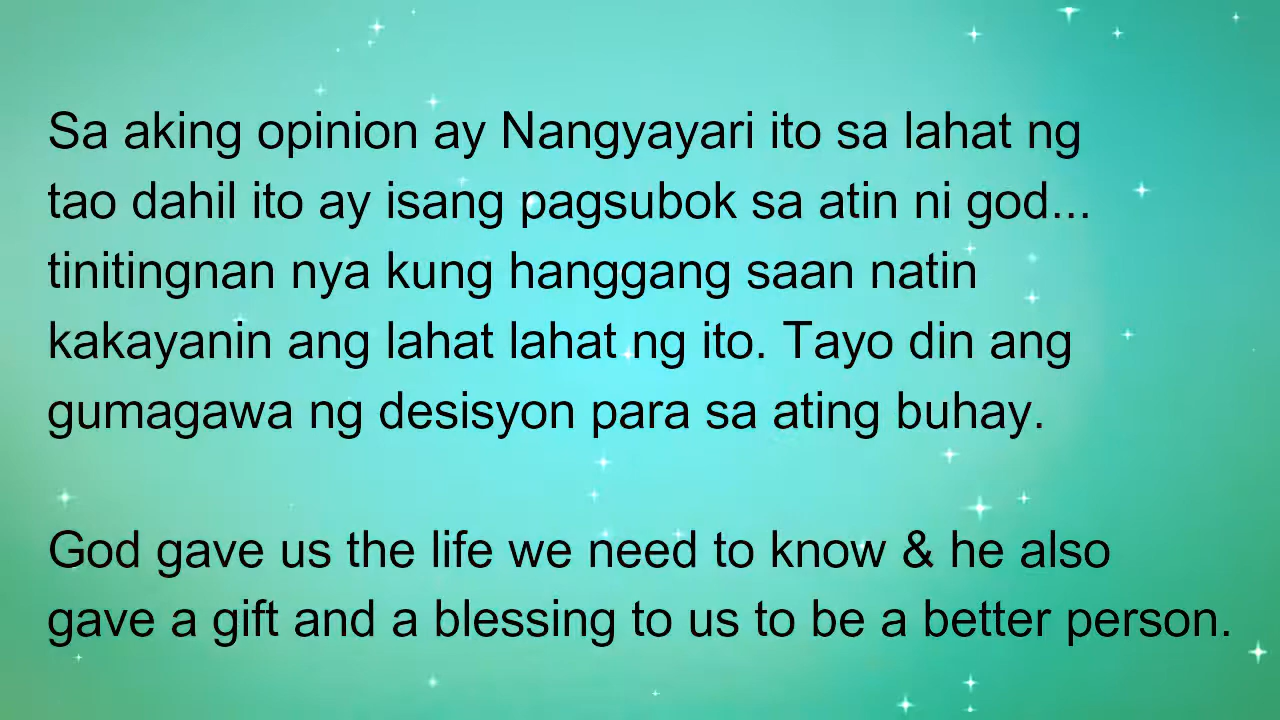 Sa aking opinion ay Nangyayari ito sa lahat ng
tao dahil ito ay isang pagsubok sa atin ni god...
tinitingnan nya kung hanggang saan natin
kakayanin ang lahat lahat ng ito. Tayo din ang
gumagawa ng desisyon para sa ating buhay.
God gave us the life we need to know & he also
gave a gift and a blessing to us to be a better person.